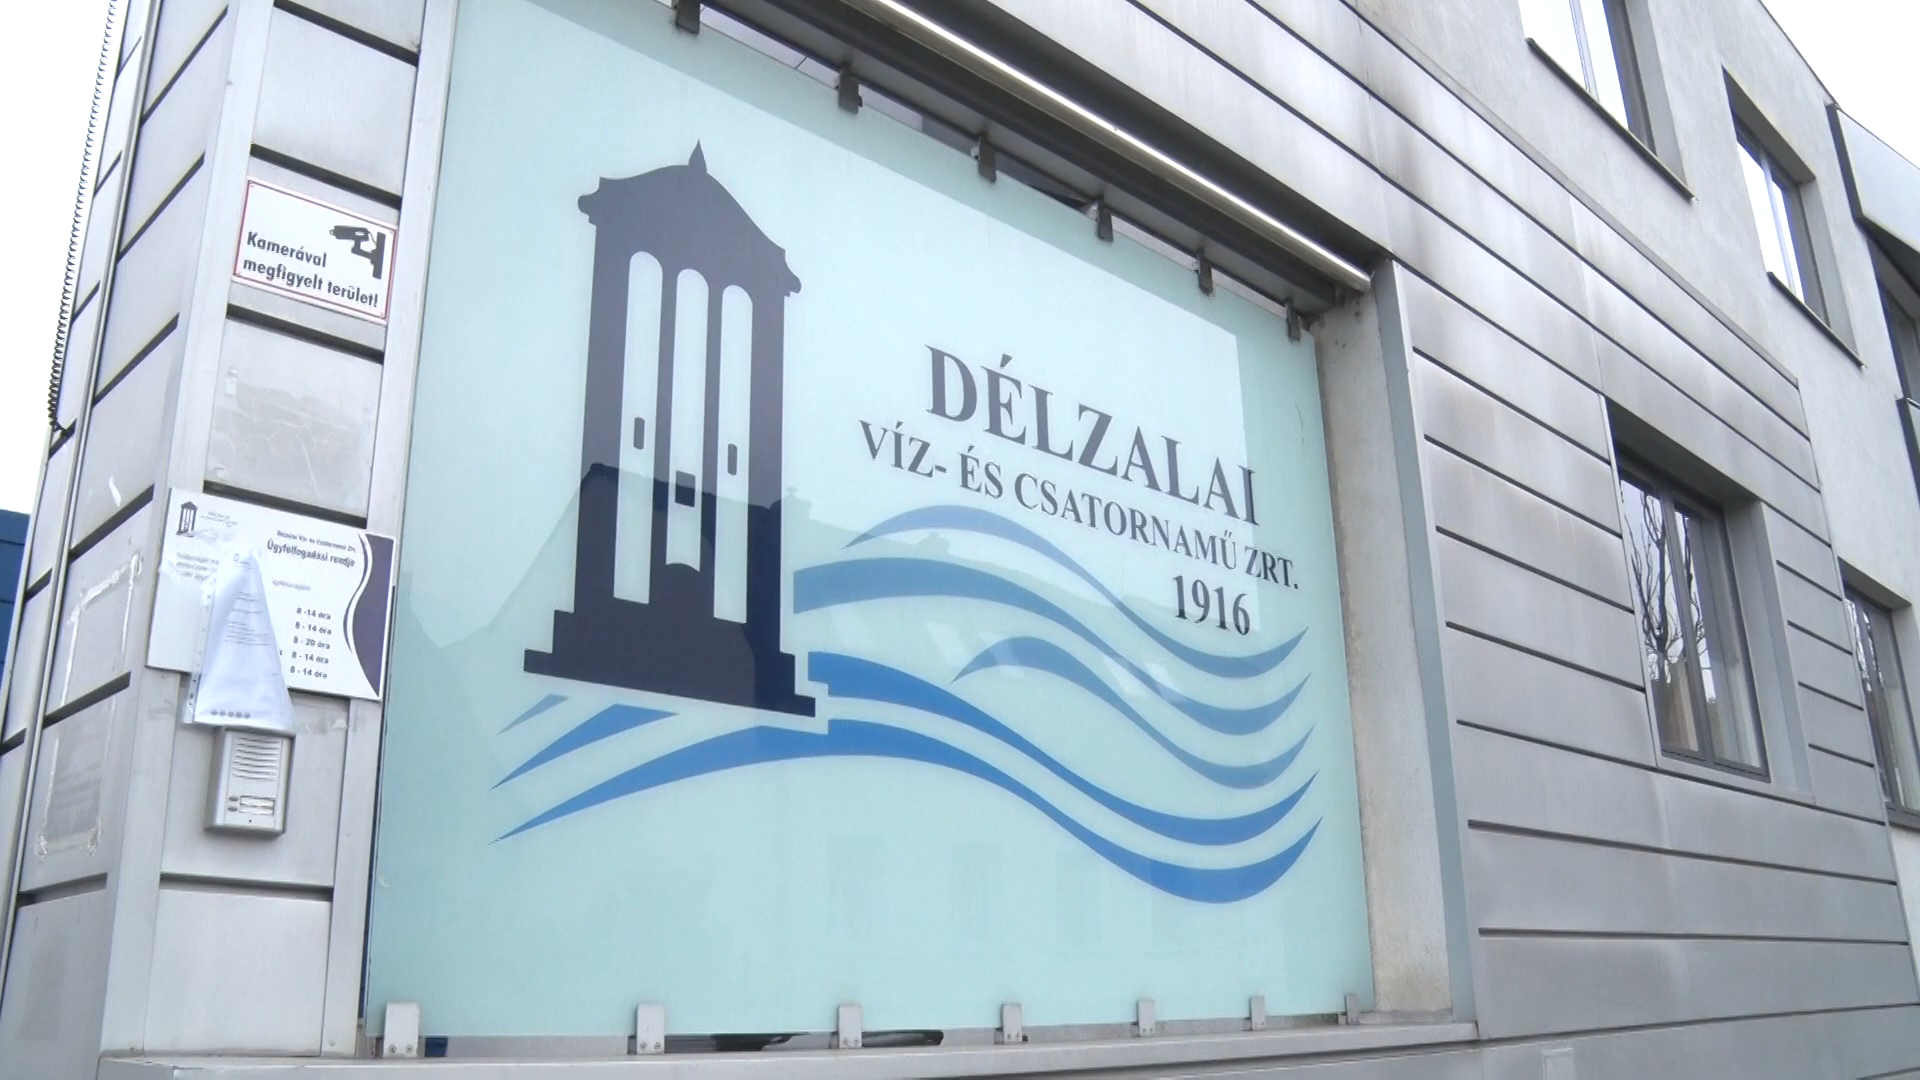 Kamerával
megfigyelt terület!
DÉLZALAI
VÍZ- ÉS CSATORNAMŰ ZRT.
1916
Ügyfélfogadási rendje
8 - 14 óra
8 - 14 óra
8 - 20 óra
8 - 14 óra
8 - 14 óra